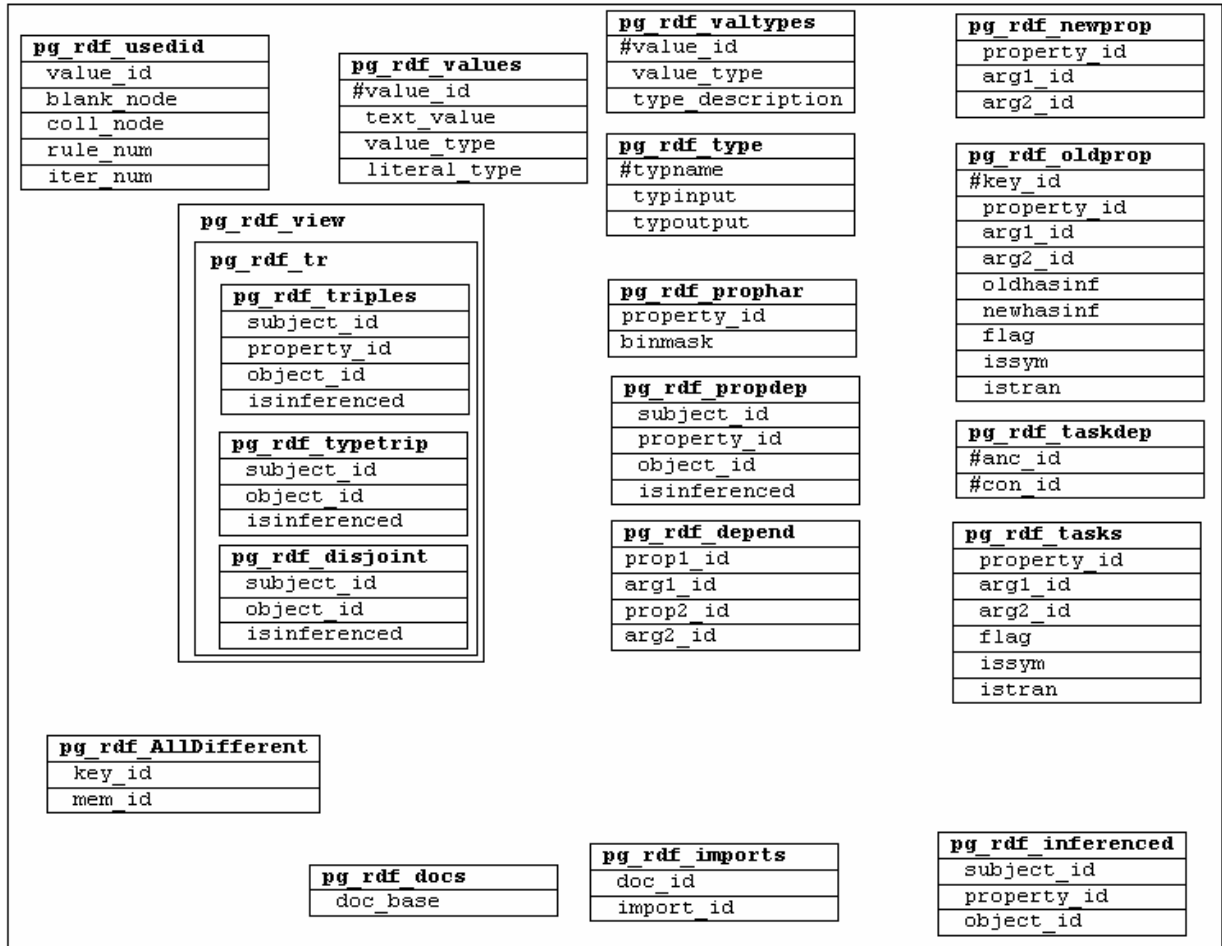 pg_rdf_usedid
value_id
blank_node
coll_node
rule_num
iter_num
pg_rdf_values
#value_id
text_value
value_type
literal_type
pg_rdf_valtypes
#value_id
value_type
type_description
pg_rdf_type
#typname
typinput
typoutput
pg_rdf_newprop
property_id
arg1_id
arg2_id
pg_rdf_oldprop
#key_id
property_id
arg1_id
arg2_id
oldhasinf
newhasinf
flag
issym
istran
pg_rdf_view
pg_rdf_tr
pg_rdf_triples
subject_id
property_id
object_id
isinferenced
pg_rdf_typetrip
subject_id
object_id
isinferenced
pg_rdf_disjoint
subject_id
object_id
isinferenced
pg_rdf_prophar
property_id
binmask
pg_rdf_propdep
subject_id
property_id
object_id
isinferenced
pg_rdf_depend
prop1_id
arg1_id
prop2_id
arg2_id
pg_rdf_taskdep
#anc_id
#con_id
pg_rdf_tasks
property_id
arg1_id
arg2_id
flag
issym
istran
pg_rdf_AllDifferent
key_id
mem_id
pg_rdf_docs
doc_base
pg_rdf_imports
doc_id
import_id
pg_rdf_inferenced
subject_id
property_id
object_id